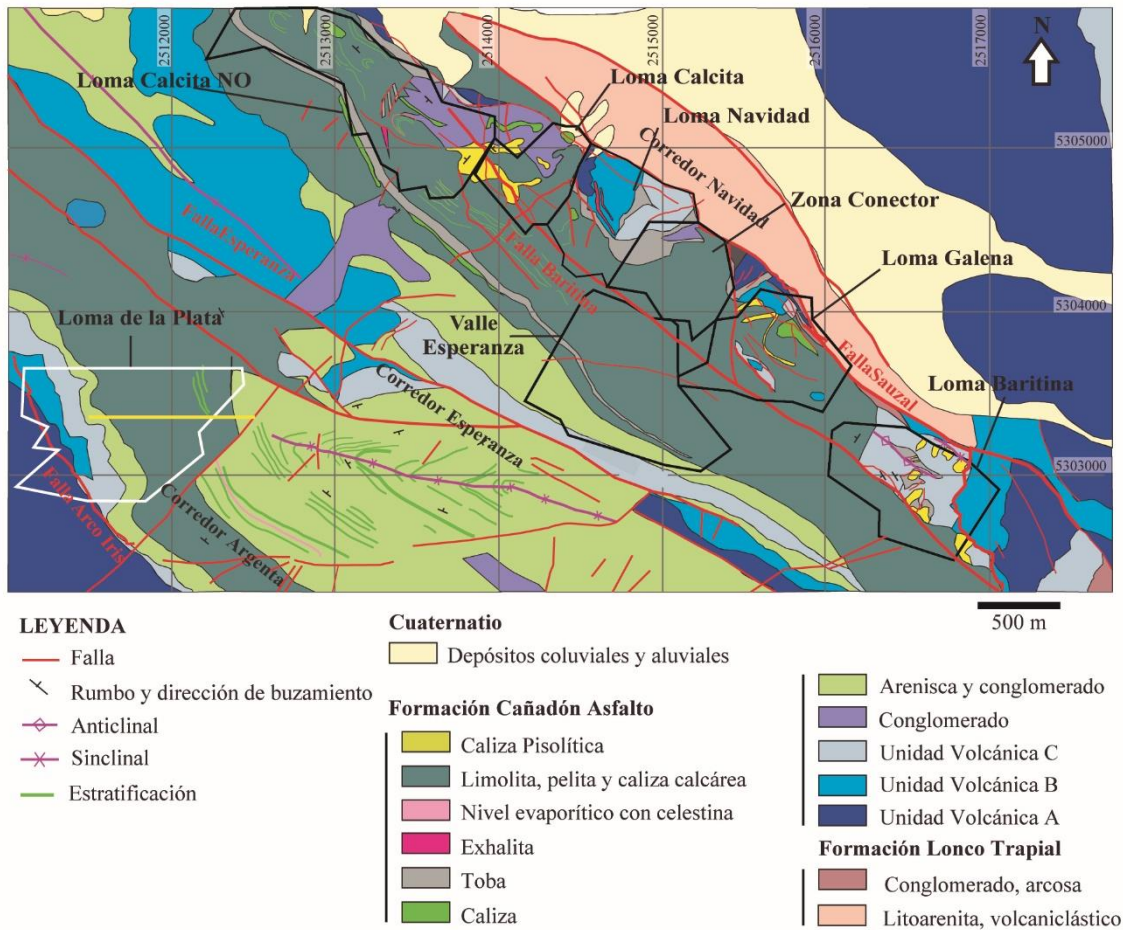 2512000
2513000
2514000
2515000
2516000
2517000
N
Loma Calcita NO
Loma Calcita
Loma Navidad
5305000
Corredor Navidad
Zona Conector
FallaEsperanza
Falla Baritina
Loma Galena
5304000
Loma de la Plata
Valle
Esperanza
FallaSauzal
Loma Baritina
Corredor Esperanza
5303000
Falla Arco Iris
Corredor Argenta
500 m
LEYENDA
Falla
Rumbo y dirección de buzamiento
Anticlinal
Sinclinal
Estratificación
Cuaternatio
Depósitos coluviales y aluviales
Formación Cañadón Asfalto
Caliza Pisolítica
Limolita, pelita y caliza calcárea
Nivel evaporítico con celestina
Exhalita
Toba
Caliza
Arenisca y conglomerado
Conglomerado
Unidad Volcánica C
Unidad Volcánica B
Unidad Volcánica A
Formación Lonco Trapial
Conglomerado, arcosa
Litoarenita, volcaniclástico